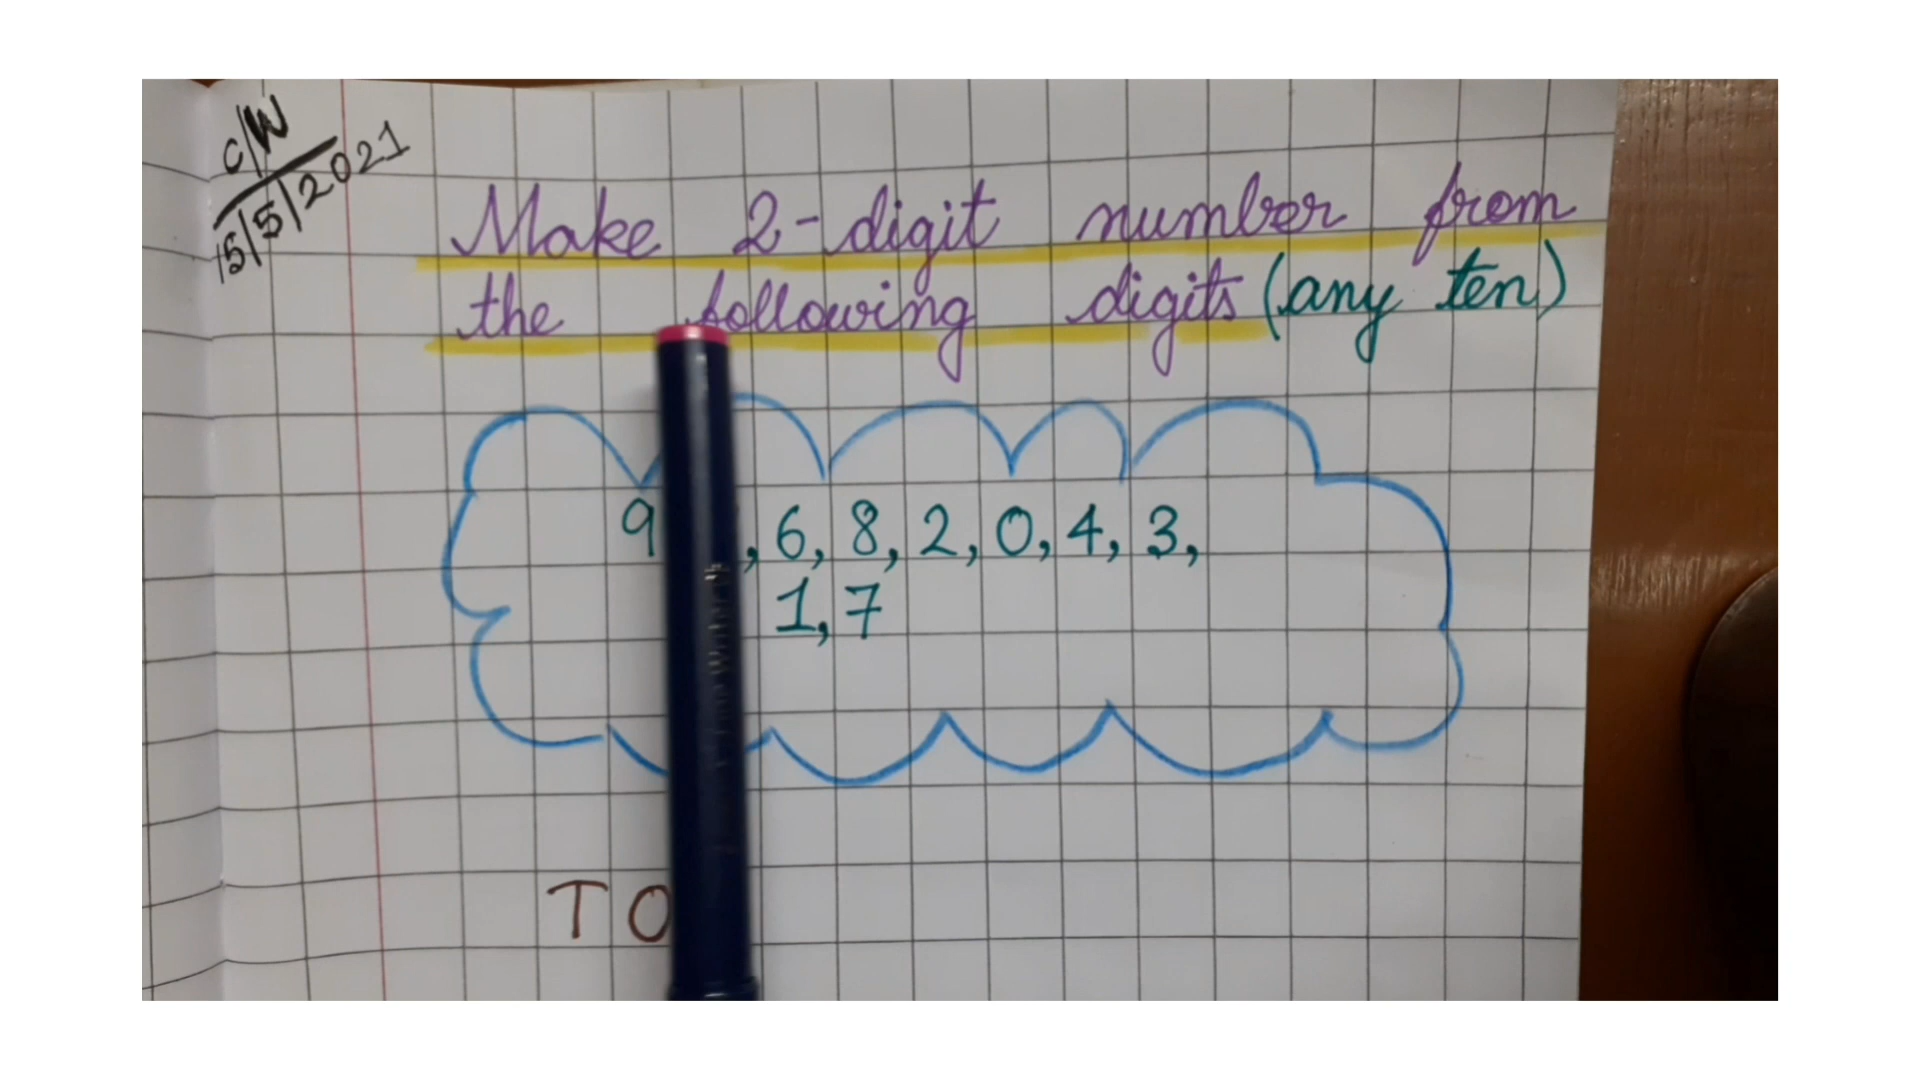 C/W
15/5/2021
Make 2-digit number from
the following digits (any ten)
9 , 6, 8, 2, 0, 4, 3,
1, 7
T O